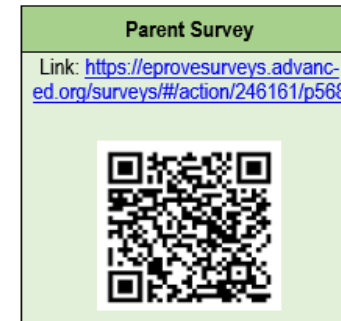 Parent Survey
Link: https://eprovesurveys.advanc-
ed.org/surveys/#/action/246161/p568